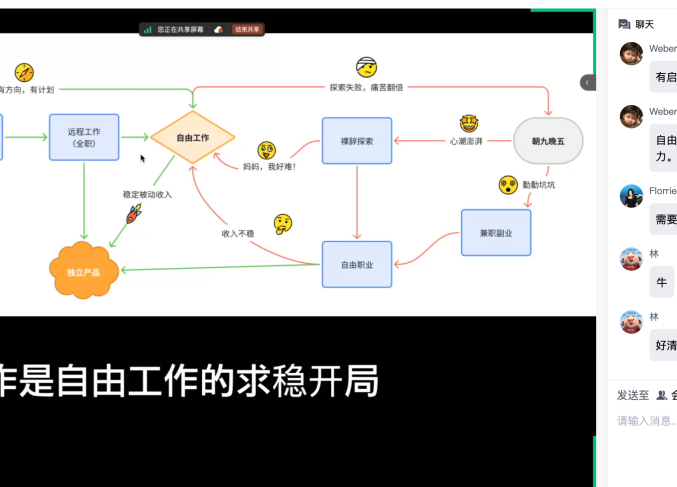 您正在共享屏幕
结束共享
有方向，有计划
探索失败，痛苦翻倍
远程工作
（全职）
自由工作
裸辞探索
心潮澎湃
朝九晚五
妈妈，我好难！
勤勤坑坑
稳定被动收入
收入不稳
兼职副业
独立产品
自由职业
作是自由工作的求稳开局
聊天
Weber
有启
Weber
自由
力。
Florrie
需要
林
牛
林
好清
发送至
请输入消息...